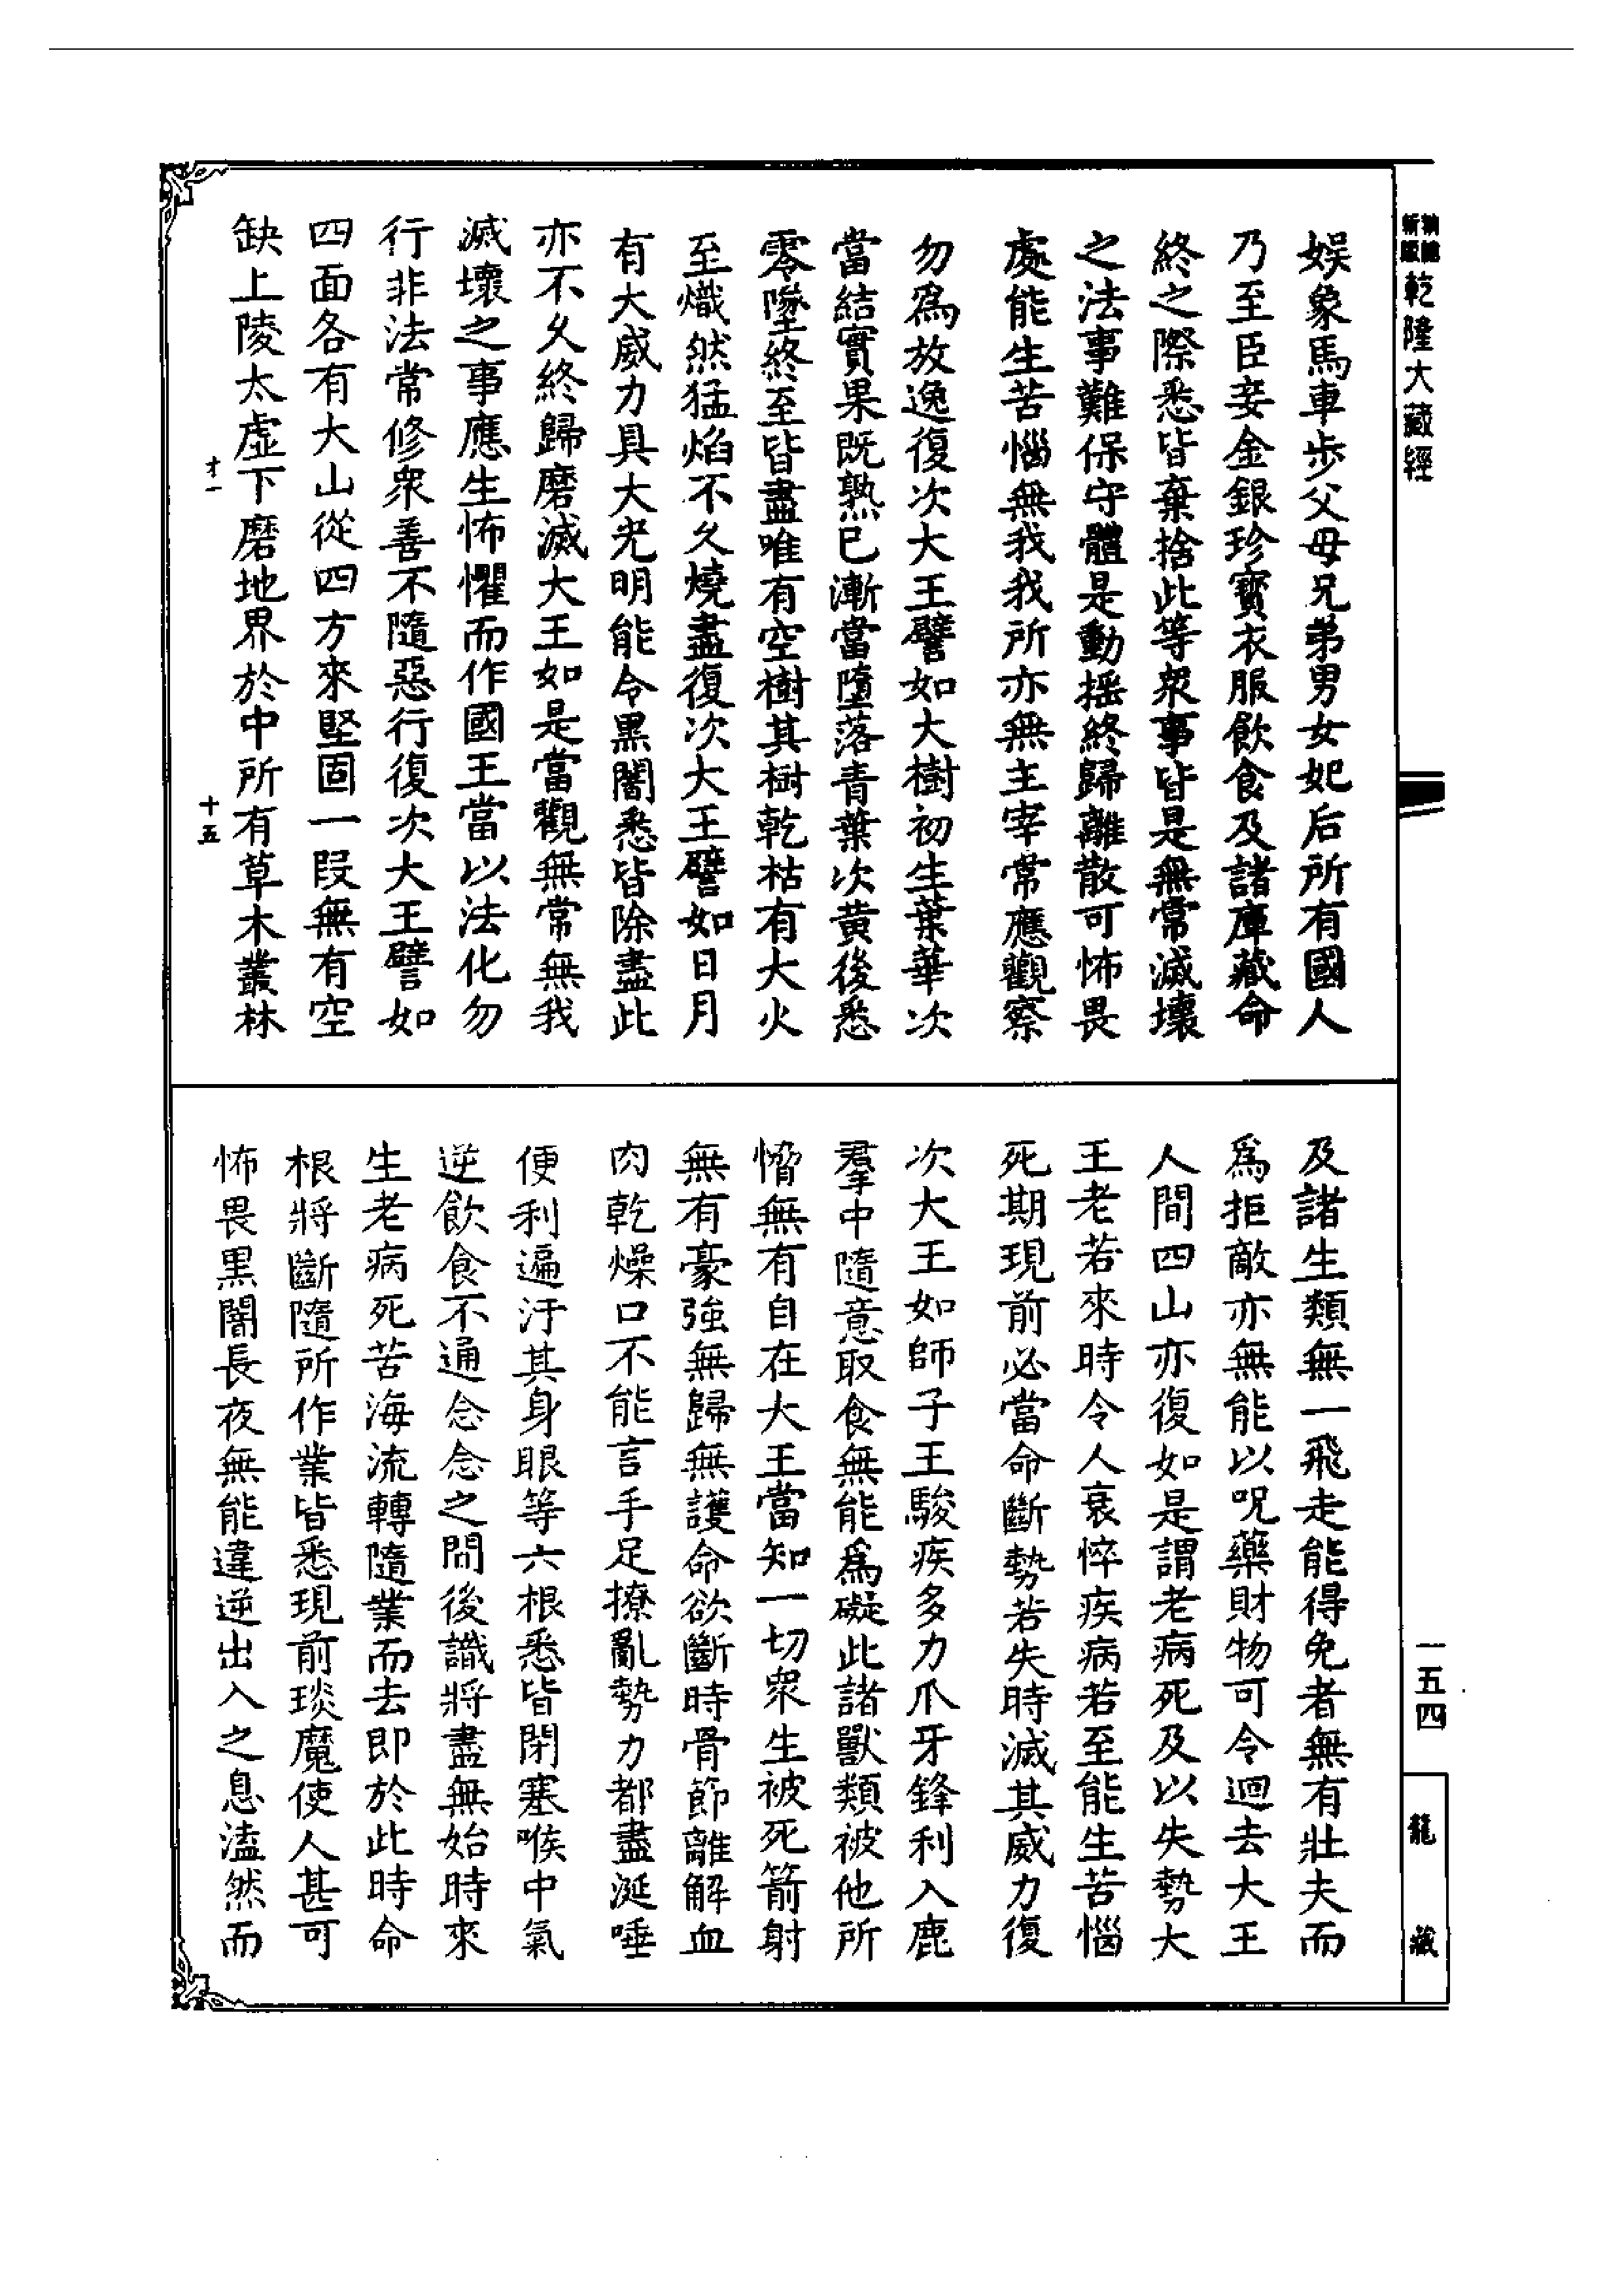 新編
新版
乾隆大藏經
娛象馬車步父母兄弟男女妃后所有國人
乃至臣妾金銀珍寶衣服飲食及諸庫藏命
終之際悉皆棄捨此等衆事皆是無常滅壞
之法事難保守體是動搖終歸離散可怖畏
處能生苦惱無我我所亦無主宰常應觀察
勿為放逸復次大王譬如大樹初生葉華次
當結實果既熟已漸當墮落青葉次黄後悉
零墜終至皆盡唯有空樹其樹乾枯有大火
至熾然猛焰不久燒盡復次大王譬如日月
有大威力具大光明能令黑闇悉皆除盡此
亦不久終歸磨滅大王如是當觀無常無我
滅壞之事應生怖懼而作國王當以法化勿
行非法常修衆善不隨惡行復次大王譬如
四面各有大山從四方來堅固一段無有空
缺上陵太虛下磨地界於中所有草木叢林
才一
十五
及諸生類無一飛走能得免者無有壯夫而
為拒敵亦無能以呪藥財物可令迴去大王
人間四山亦復如是謂老病死及以失勢大
王老若來時令人衰悴疾病若至能生苦惱
死期現前必當命斷勢若失時滅其威力復
次大王如師子王駿疾多力爪牙鋒利入鹿
羣中隨意取食無能為礙此諸獸類被他所
㥘無有自在大王當知一切衆生被死箭射
無有豪強無歸無護命欲斷時骨節離解血
肉乾燥口不能言手足撩亂勢力都盡涎唾
便利遍汙其身眼等六根悉皆閉塞喉中氣
逆飲食不通念念之間後識將盡無始時來
生老病死苦海流轉隨業而去即於此時命
根將斷隨所作業皆悉現前琰魔使人甚可
怖畏黑闇長夜無能違逆出入之息溘然而
一五四
龍藏